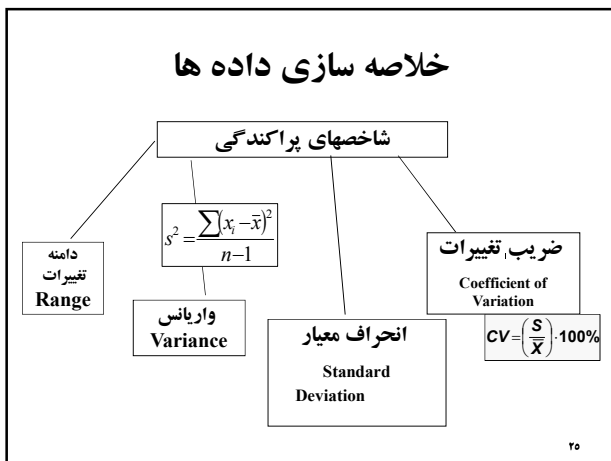 خلاصه سازی داده ها
شاخصهای پراکندگی
دامنه
تغییرات
Range
s² = ∑(xᵢ − x̄)² / n−1
واریانس
Variance
انحراف معیار
Standard
Deviation
ضریب تغییرات
Coefficient of
Variation
CV = (S / X̄) · 100%
۲۵